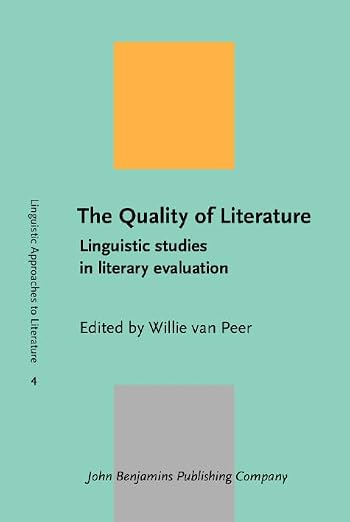 The Quality of Literature
Linguistic studies
in literary evaluation
Edited by Willie van Peer
Linguistic Approaches to Literature 4
John Benjamins Publishing Company